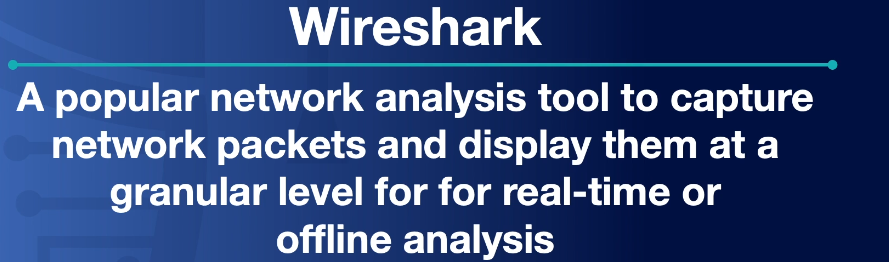 Wireshark
A popular network analysis tool to capture
network packets and display them at a
granular level for for real-time or
offline analysis